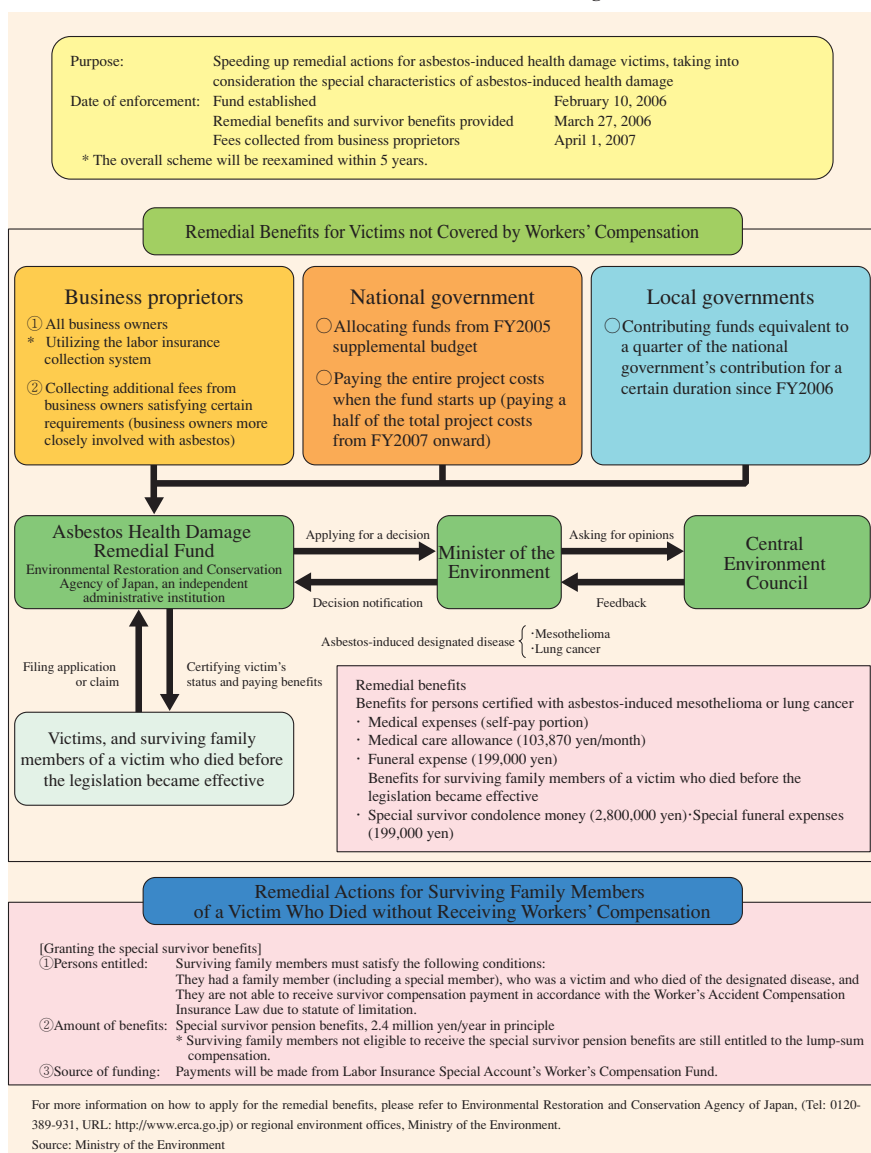 Purpose: Speeding up remedial actions for asbestos-induced health damage victims, taking into
consideration the special characteristics of asbestos-induced health damage
Date of enforcement: Fund established February 10, 2006
Remedial benefits and survivor benefits provided March 27, 2006
Fees collected from business proprietors April 1, 2007
* The overall scheme will be reexamined within 5 years.
Remedial Benefits for Victims not Covered by Workers' Compensation
Business proprietors
① All business owners
* Utilizing the labor insurance
collection system
② Collecting additional fees from
business owners satisfying certain
requirements (business owners more
closely involved with asbestos)
National government
○Allocating funds from FY2005
supplemental budget
○Paying the entire project costs
when the fund starts up (paying a
half of the total project costs
from FY2007 onward)
Local governments
○Contributing funds equivalent to
a quarter of the national
government's contribution for a
certain duration since FY2006
Asbestos Health Damage
Remedial Fund
Environmental Restoration and Conservation
Agency of Japan, an independent
administrative institution
Applying for a decision
Decision notification
Minister of the
Environment
Asking for opinions
Feedback
Central
Environment
Council
Asbestos-induced designated disease { ·Mesothelioma
·Lung cancer
Filing application
or claim
Certifying victim's
status and paying benefits
Victims, and surviving family
members of a victim who died before
the legislation became effective
Remedial benefits
Benefits for persons certified with asbestos-induced mesothelioma or lung cancer
· Medical expenses (self-pay portion)
· Medical care allowance (103,870 yen/month)
· Funeral expense (199,000 yen)
Benefits for surviving family members of a victim who died before the
legislation became effective
· Special survivor condolence money (2,800,000 yen)·Special funeral expenses
(199,000 yen)
Remedial Actions for Surviving Family Members
of a Victim Who Died without Receiving Workers' Compensation
[Granting the special survivor benefits]
①Persons entitled: Surviving family members must satisfy the following conditions:
They had a family member (including a special member), who was a victim and who died of the designated disease, and
They are not able to receive survivor compensation payment in accordance with the Worker's Accident Compensation
Insurance Law due to statute of limitation.
②Amount of benefits: Special survivor pension benefits, 2.4 million yen/year in principle
* Surviving family members not eligible to receive the special survivor pension benefits are still entitled to the lump-sum
compensation.
③Source of funding: Payments will be made from Labor Insurance Special Account's Worker's Compensation Fund.
For more information on how to apply for the remedial benefits, please refer to Environmental Restoration and Conservation Agency of Japan, (Tel: 0120-
389-931, URL: http://www.erca.go.jp) or regional environment offices, Ministry of the Environment.
Source: Ministry of the Environment